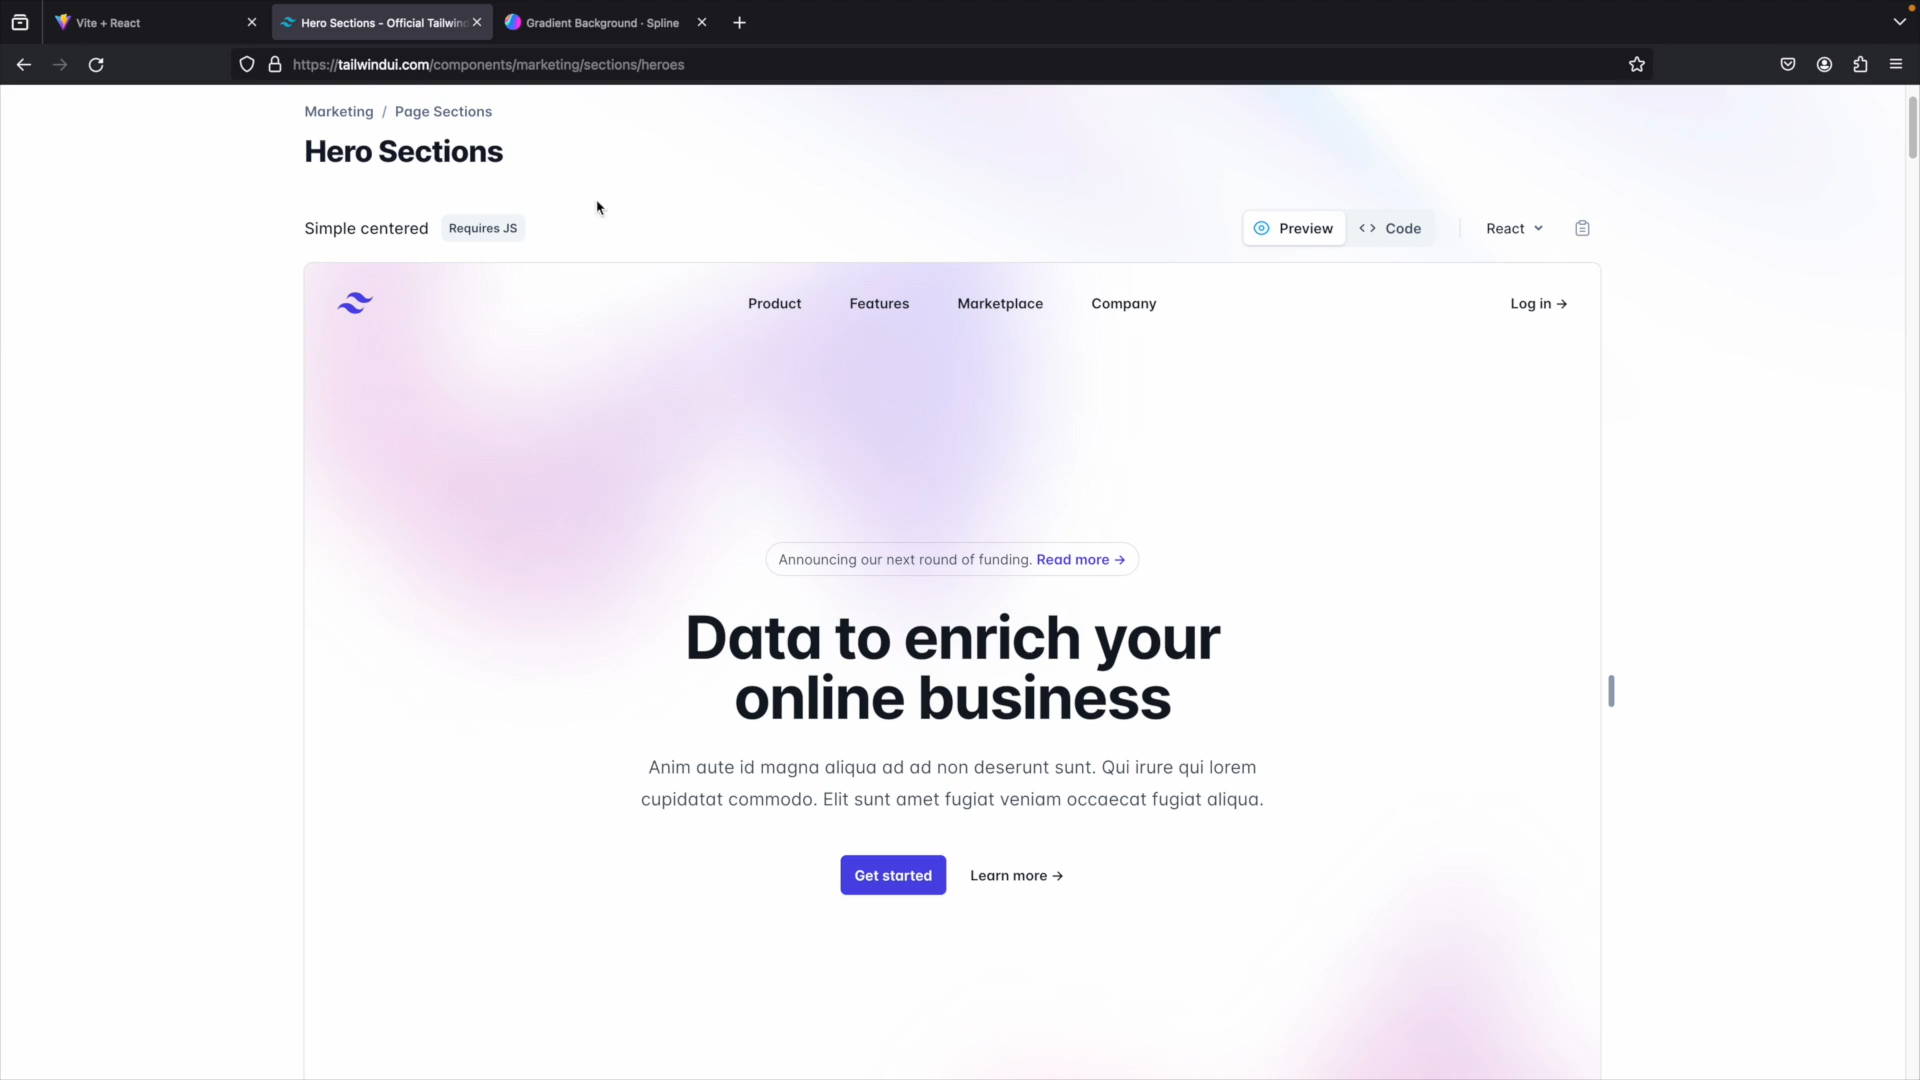 Vite + React
Hero Sections - Official Tailwind
Gradient Background · Spline
https://tailwindui.com/components/marketing/sections/heroes
Marketing / Page Sections
Hero Sections
Simple centered Requires JS
Preview Code React
Product Features Marketplace Company Log in →
Announcing our next round of funding. Read more →
Data to enrich your
online business
Anim aute id magna aliqua ad ad non deserunt sunt. Qui irure qui lorem
cupidatat commodo. Elit sunt amet fugiat veniam occaecat fugiat aliqua.
Get started Learn more →